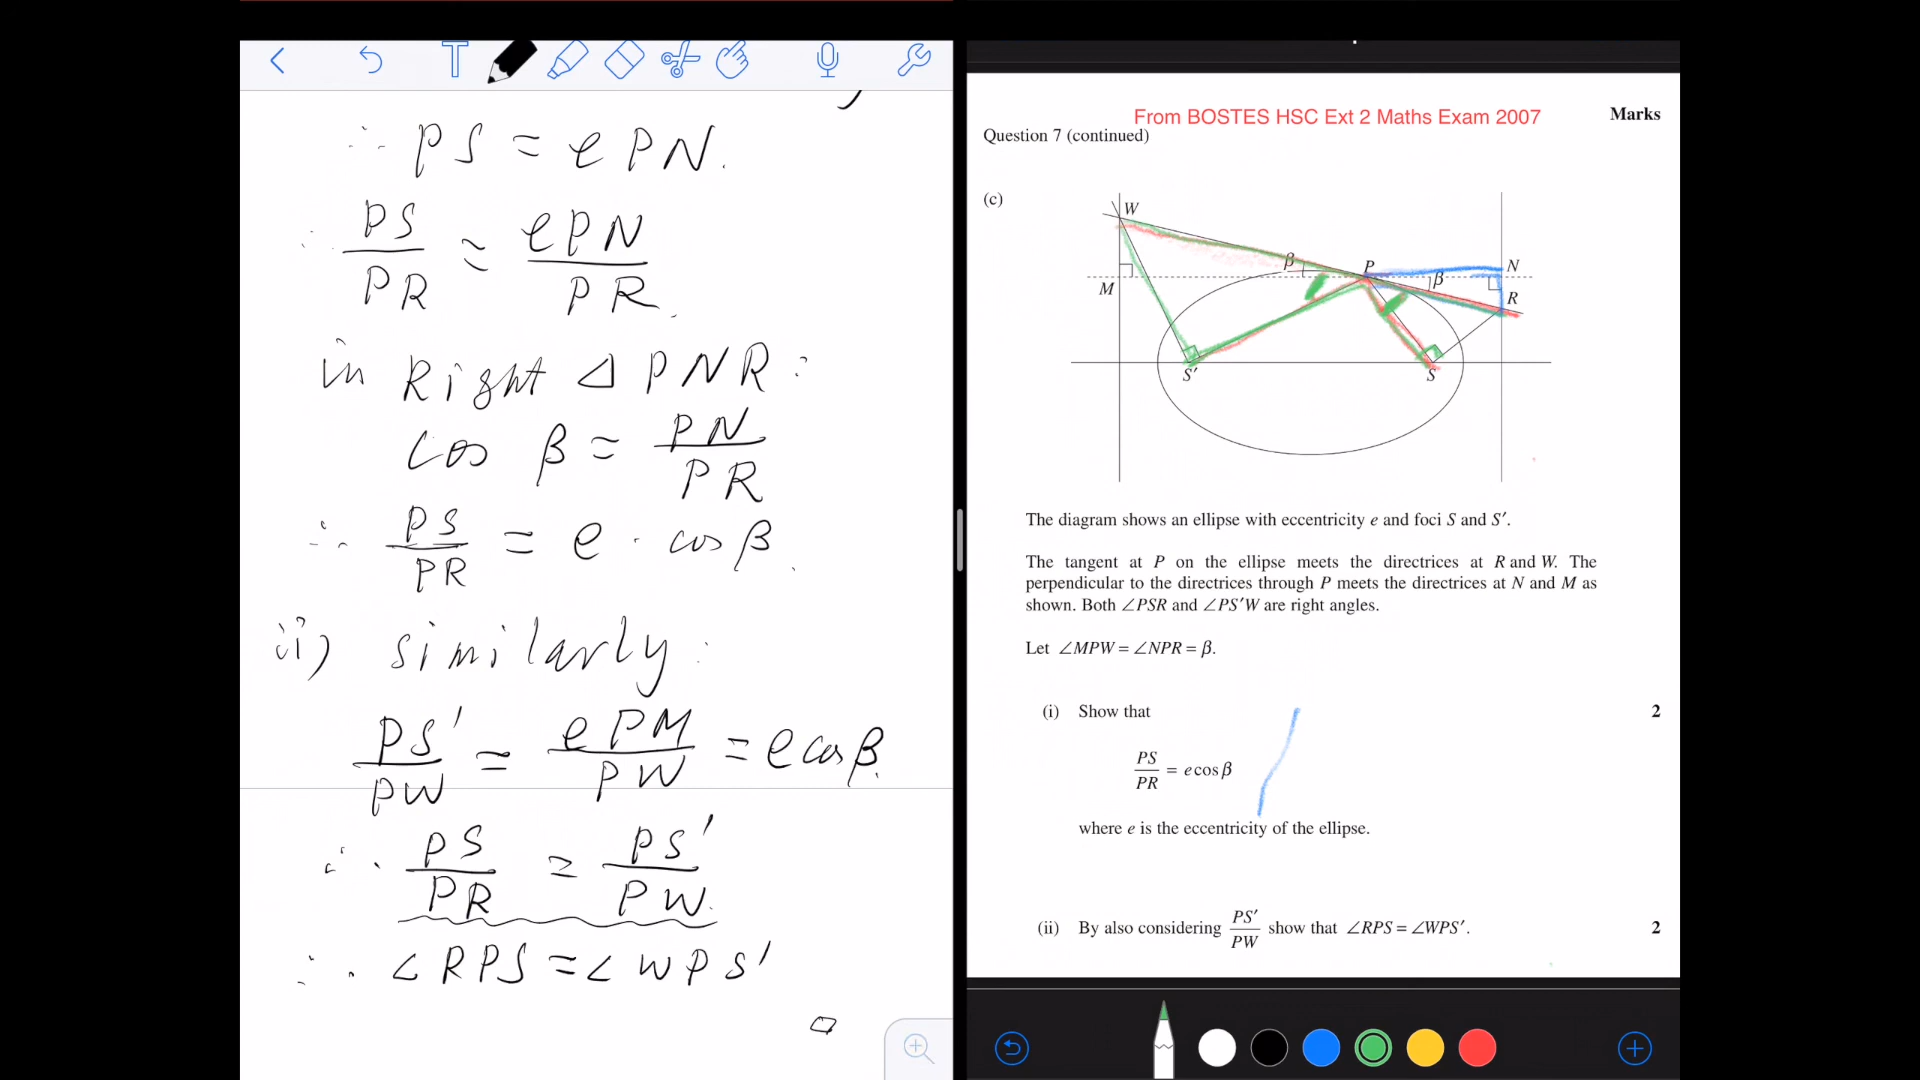 ∴ PS = e PN.
∴ PS/PR = ePN/PR.
in Right △ PNR:
cos β = PN/PR
∴ PS/PR = e · cos β.
ii) similarly:
PS'/PW = e PM/PW = e cos β.
∴ PS/PR = PS'/PW.
∴ ∠RPS = ∠WPS'
From BOSTES HSC Ext 2 Maths Exam 2007
Marks
Question 7 (continued)
(c)
W
β
P
N
M
β
R
S'
S
The diagram shows an ellipse with eccentricity e and foci S and S′.
The tangent at P on the ellipse meets the directrices at R and W. The
perpendicular to the directrices through P meets the directrices at N and M as
shown. Both ∠PSR and ∠PS′W are right angles.
Let ∠MPW = ∠NPR = β.
(i) Show that 2
PS/PR = e cos β
where e is the eccentricity of the ellipse.
(ii) By also considering PS′/PW show that ∠RPS = ∠WPS′. 2